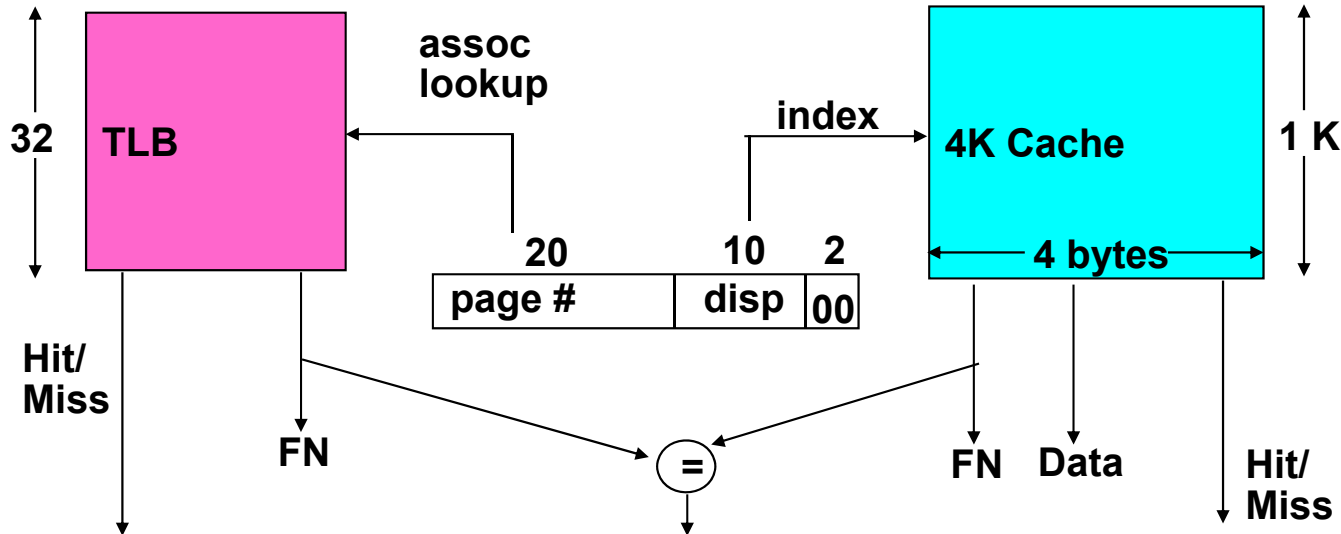 assoc
lookup
index
32
TLB
4K Cache
1 K
20
10
2
4 bytes
page #
disp
00
Hit/
Miss
FN
=
FN
Data
Hit/
Miss